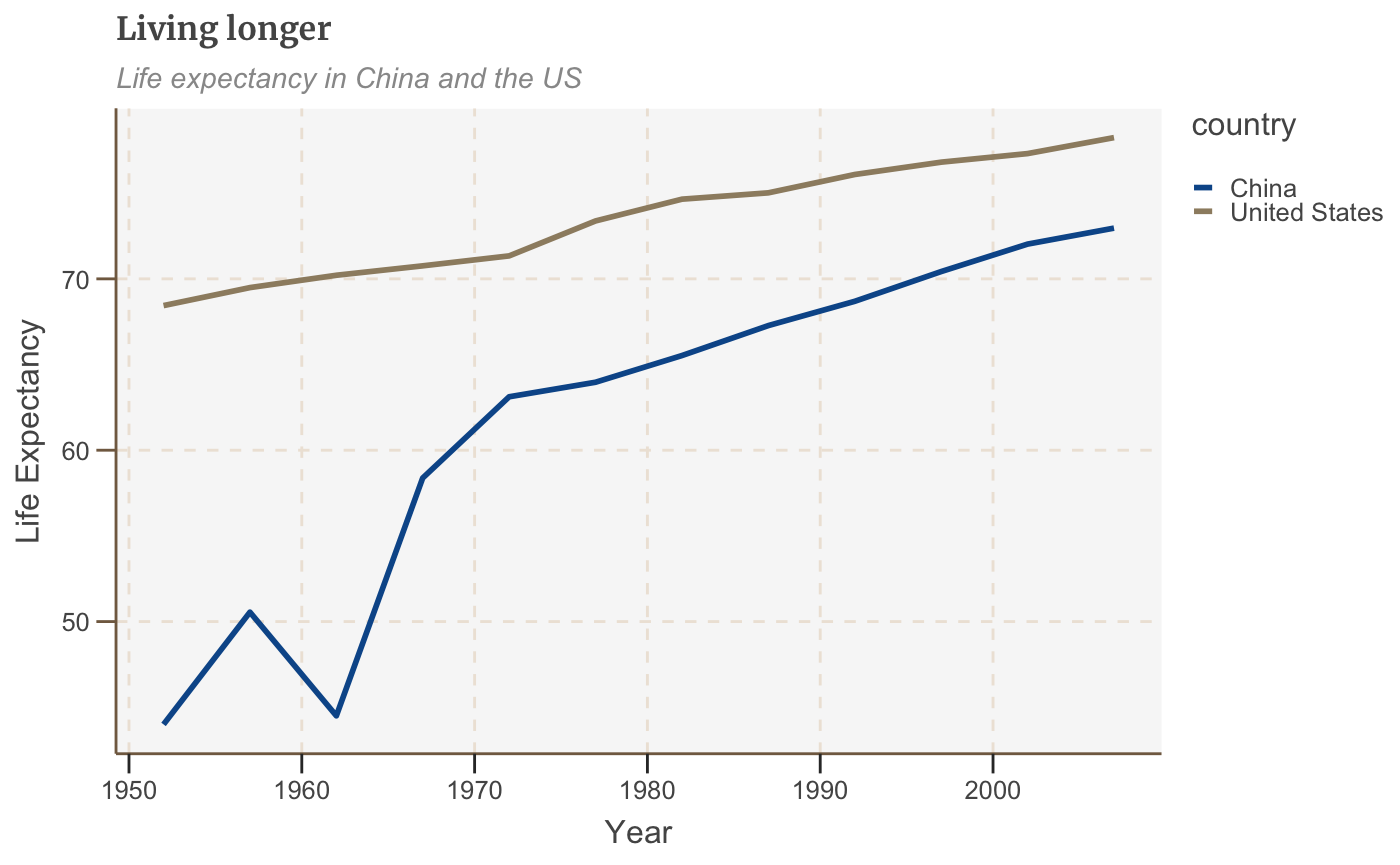 Living longer
Life expectancy in China and the US
country
China
United States
70
60
50
Life Expectancy
1950 1960 1970 1980 1990 2000
Year